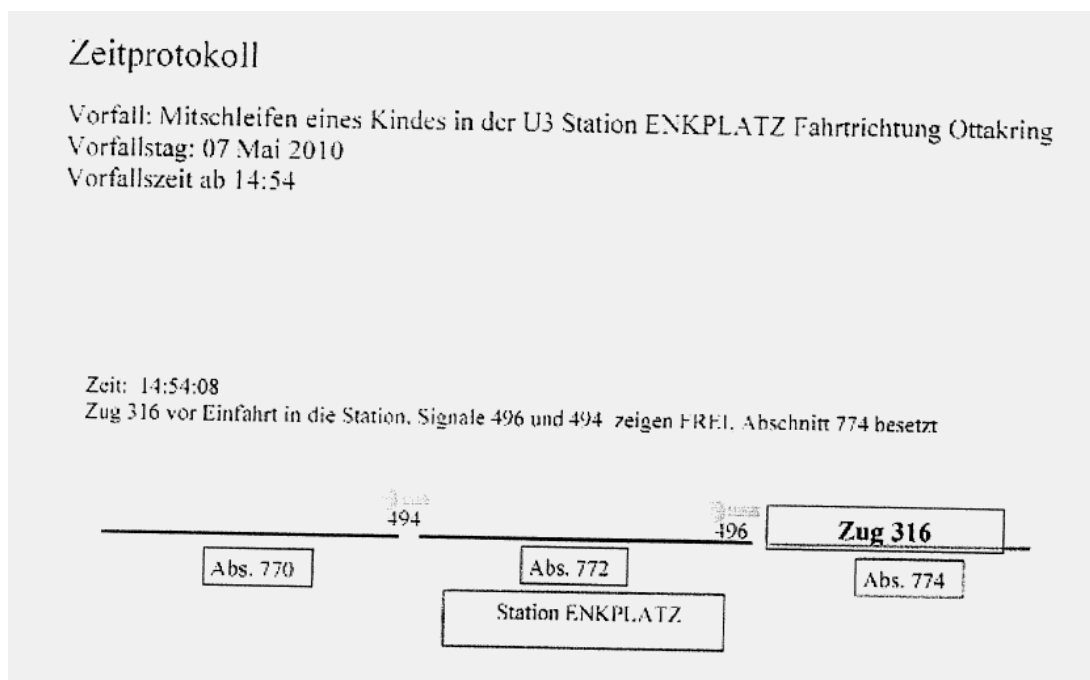 Zeitprotokoll
Vorfall: Mitschleifen eines Kindes in der U3 Station ENKPLATZ Fahrtrichtung Ottakring
Vorfallstag: 07 Mai 2010
Vorfallszeit ab 14:54
Zeit: 14:54:08
Zug 316 vor Einfahrt in die Station, Signale 496 und 494 zeigen FREI. Abschnitt 774 besetzt
494
496
Zug 316
Abs. 770
Abs. 772
Abs. 774
Station ENKPLATZ